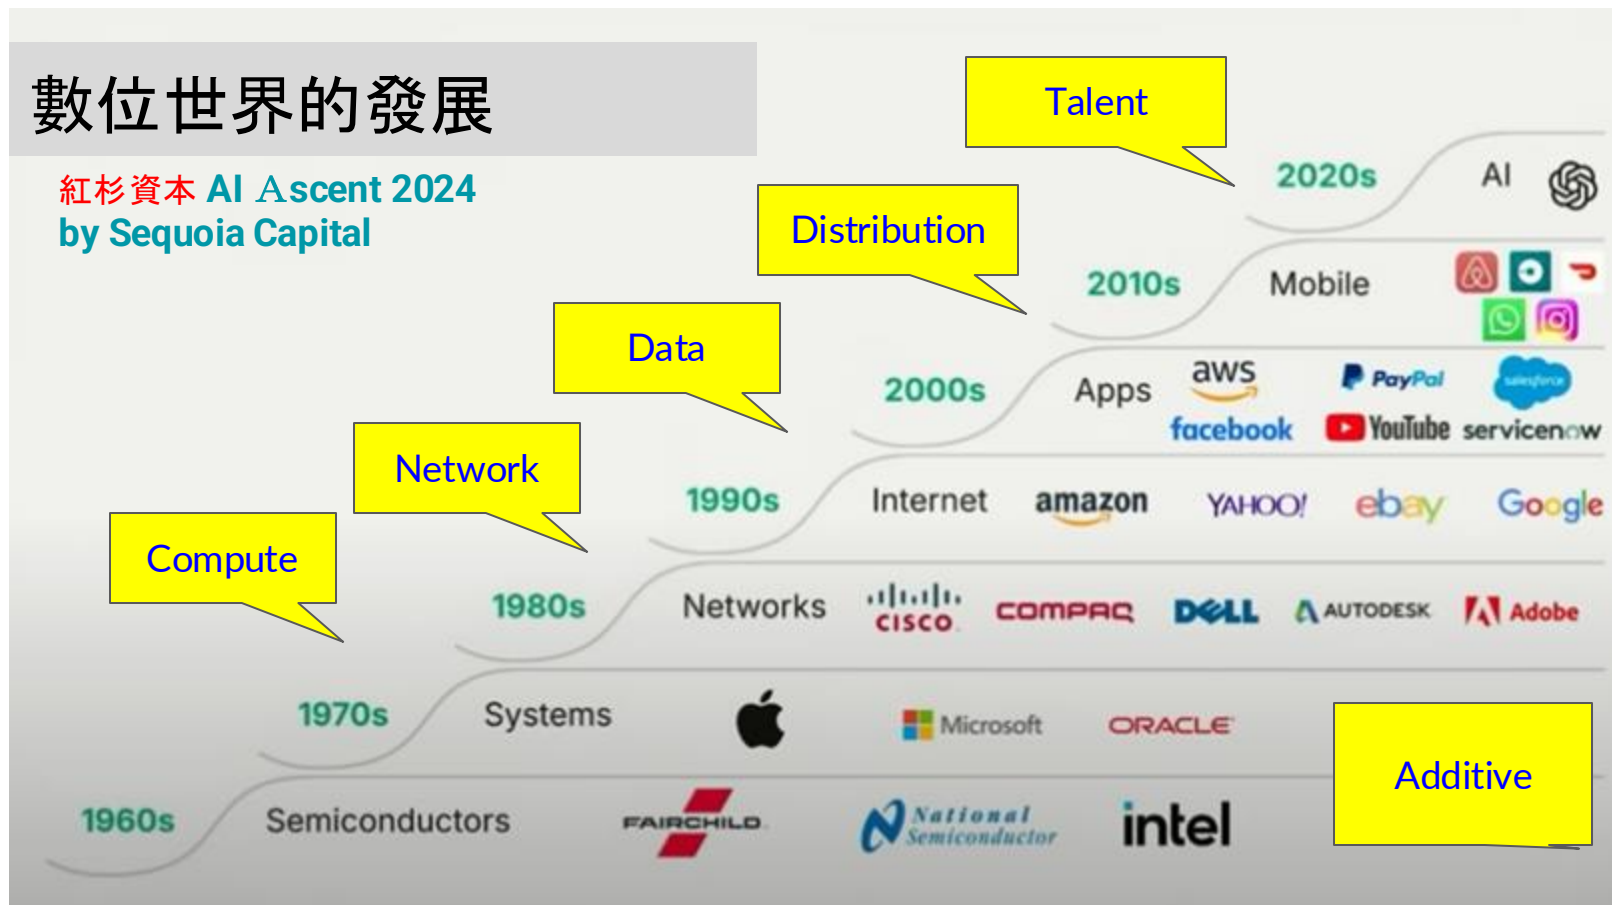 數位世界的發展
紅杉資本 AI Ascent 2024
by Sequoia Capital
Talent
2020s AI
Distribution
2010s Mobile
Data
2000s Apps aws PayPal salesforce
facebook YouTube servicenow
Network
1990s Internet amazon YAHOO! ebay Google
Compute
1980s Networks CISCO COMPAQ DELL AUTODESK Adobe
1970s Systems Microsoft ORACLE
Additive
1960s Semiconductors FAIRCHILD National Semiconductor intel